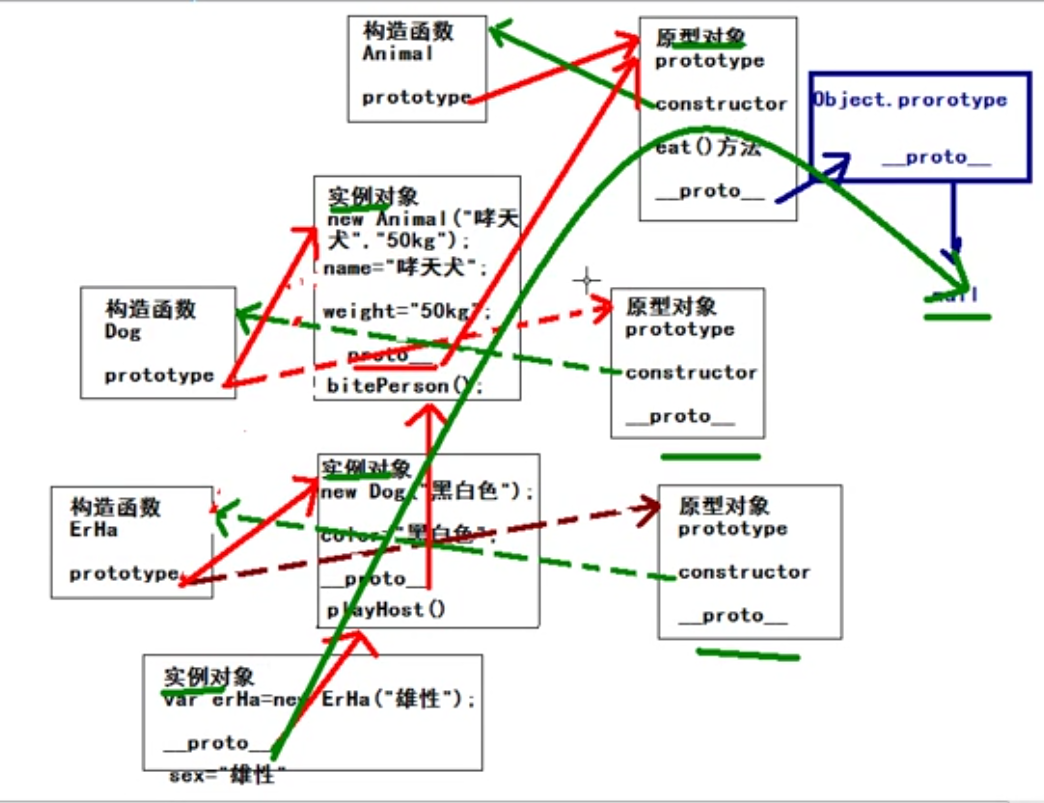 构造函数
Animal
prototype
原型对象
prototype
constructor
eat()方法
__proto__
Object.prorotype
__proto__
null
实例对象
new Animal("哮天
犬","50kg");
name="哮天犬";
weight="50kg";
__proto__
bitePerson();
构造函数
Dog
prototype
原型对象
prototype
constructor
__proto__
实例对象
new Dog("黑白色");
color="黑白色";
__proto__
playHost()
构造函数
ErHa
prototype
原型对象
prototype
constructor
__proto__
实例对象
var erHa=new ErHa("雄性");
__proto__
sex="雄性"